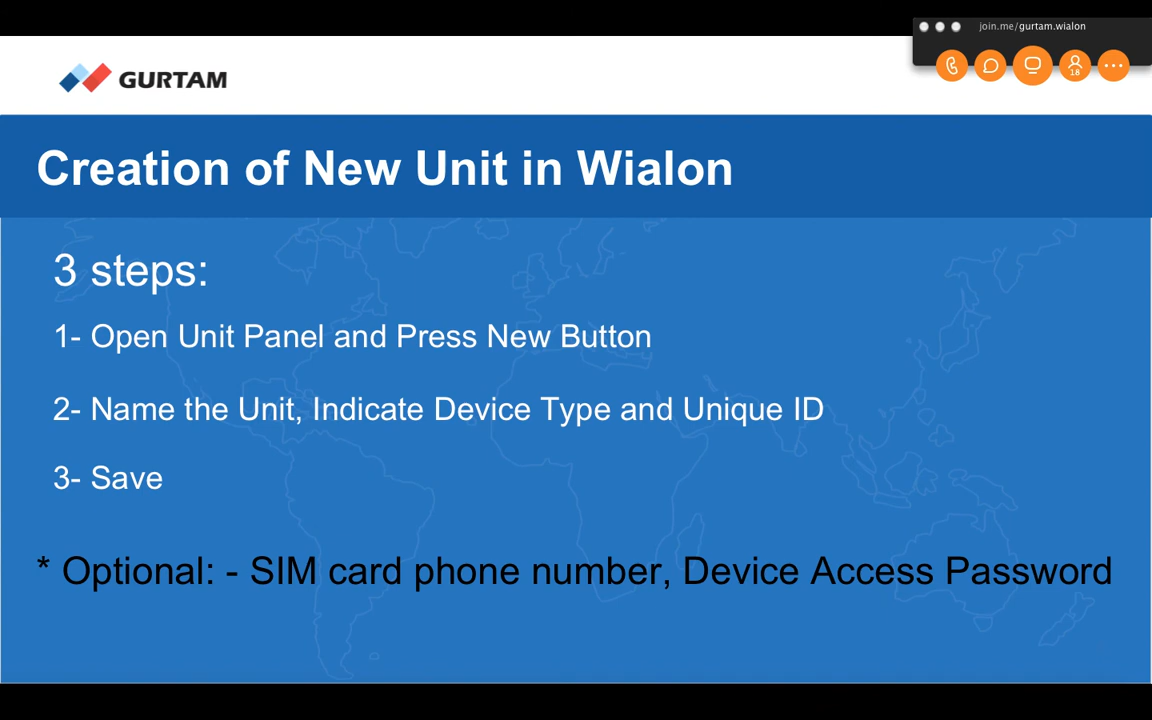 join.me/gurtam.wialon
18
GURTAM
Creation of New Unit in Wialon
3 steps:
1- Open Unit Panel and Press New Button
2- Name the Unit, Indicate Device Type and Unique ID
3- Save
* Optional: - SIM card phone number, Device Access Password